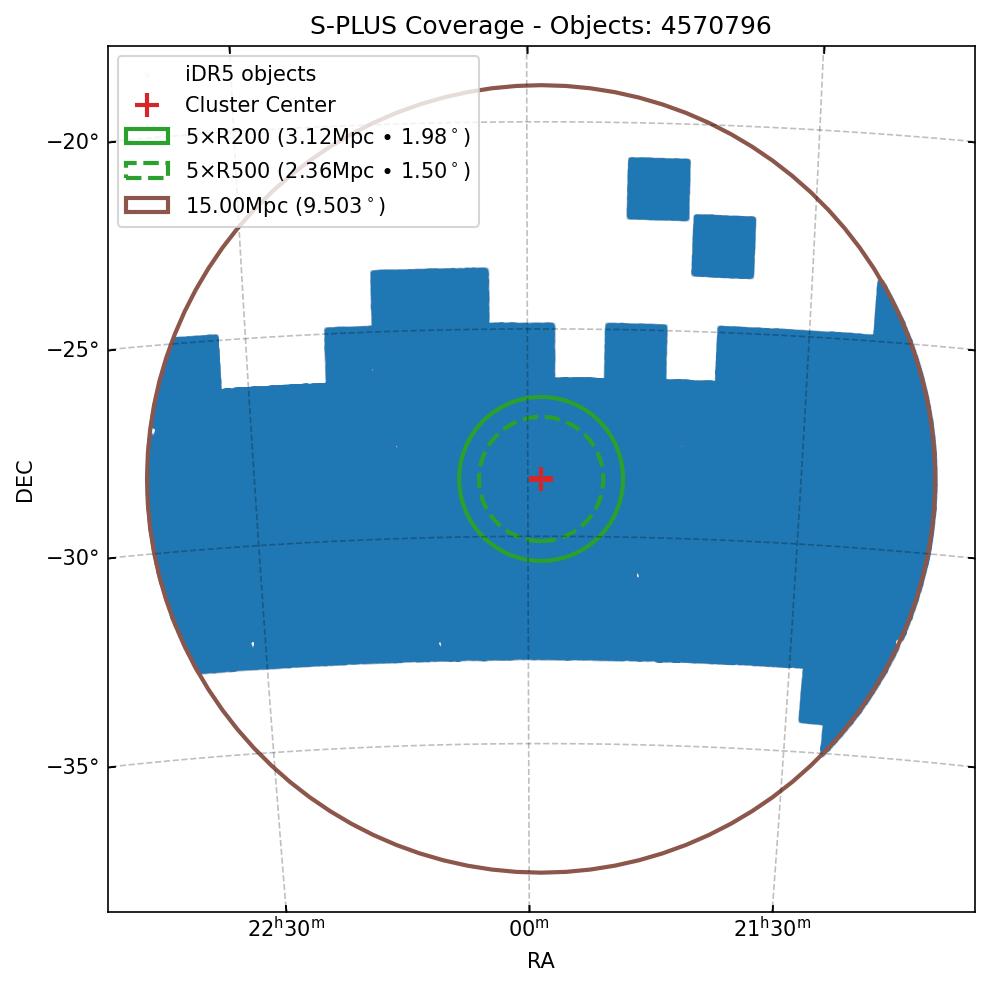 S-PLUS Coverage - Objects: 4570796
iDR5 objects
Cluster Center
5×R200 (3.12Mpc • 1.98°)
5×R500 (2.36Mpc • 1.50°)
15.00Mpc (9.503°)
−20°
−25°
−30°
−35°
DEC
22ʰ30ᵐ
00ᵐ
21ʰ30ᵐ
RA